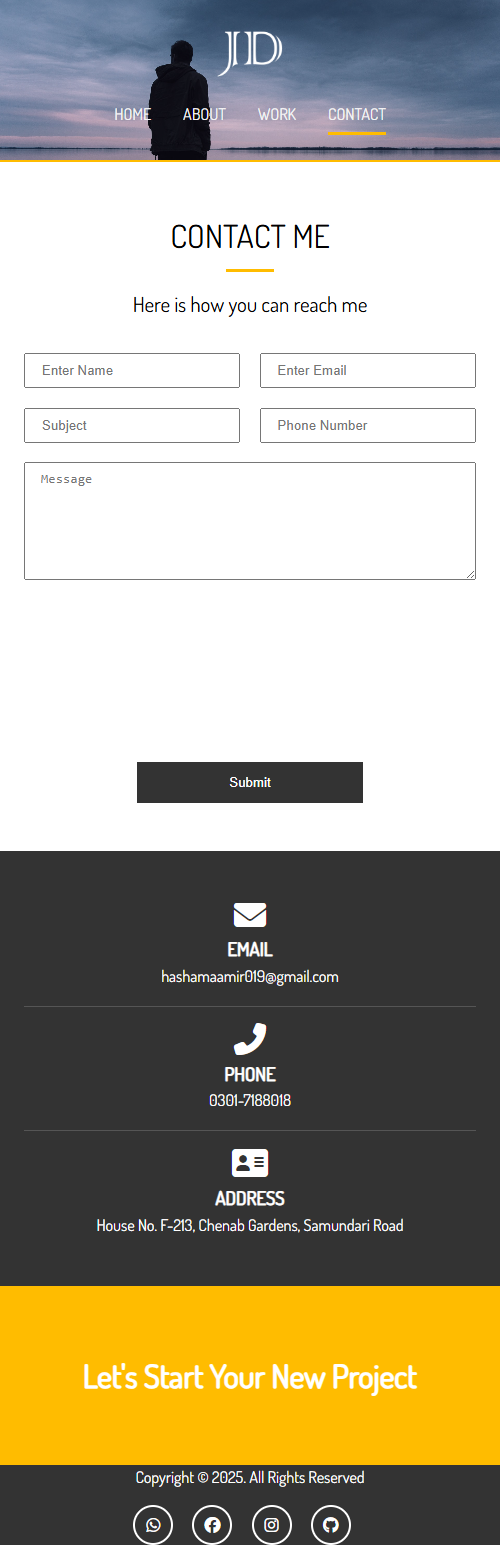 JD
HOME ABOUT WORK CONTACT
CONTACT ME
Here is how you can reach me
Enter Name Enter Email
Subject Phone Number
Message
Submit
EMAIL
hashamaamir019@gmail.com
PHONE
0301-7188018
ADDRESS
House No. F-213, Chenab Gardens, Samundari Road
Let's Start Your New Project
Copyright © 2025. All Rights Reserved